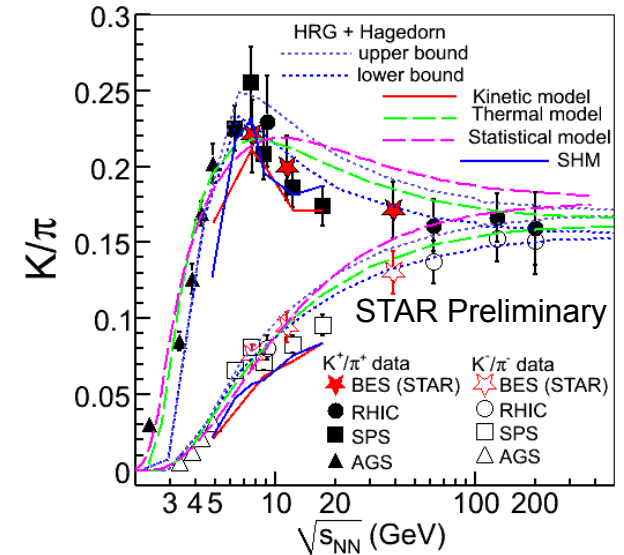 0.3
0.25
0.2
0.15
0.1
0.05
0
K/π
HRG + Hagedorn
upper bound
lower bound
Kinetic model
Thermal model
Statistical model
SHM
STAR Preliminary
K⁺/π⁺ data
BES (STAR)
RHIC
SPS
AGS
K⁻/π⁻ data
BES (STAR)
RHIC
SPS
AGS
3 4 5 10 20 100 200
√s_NN (GeV)